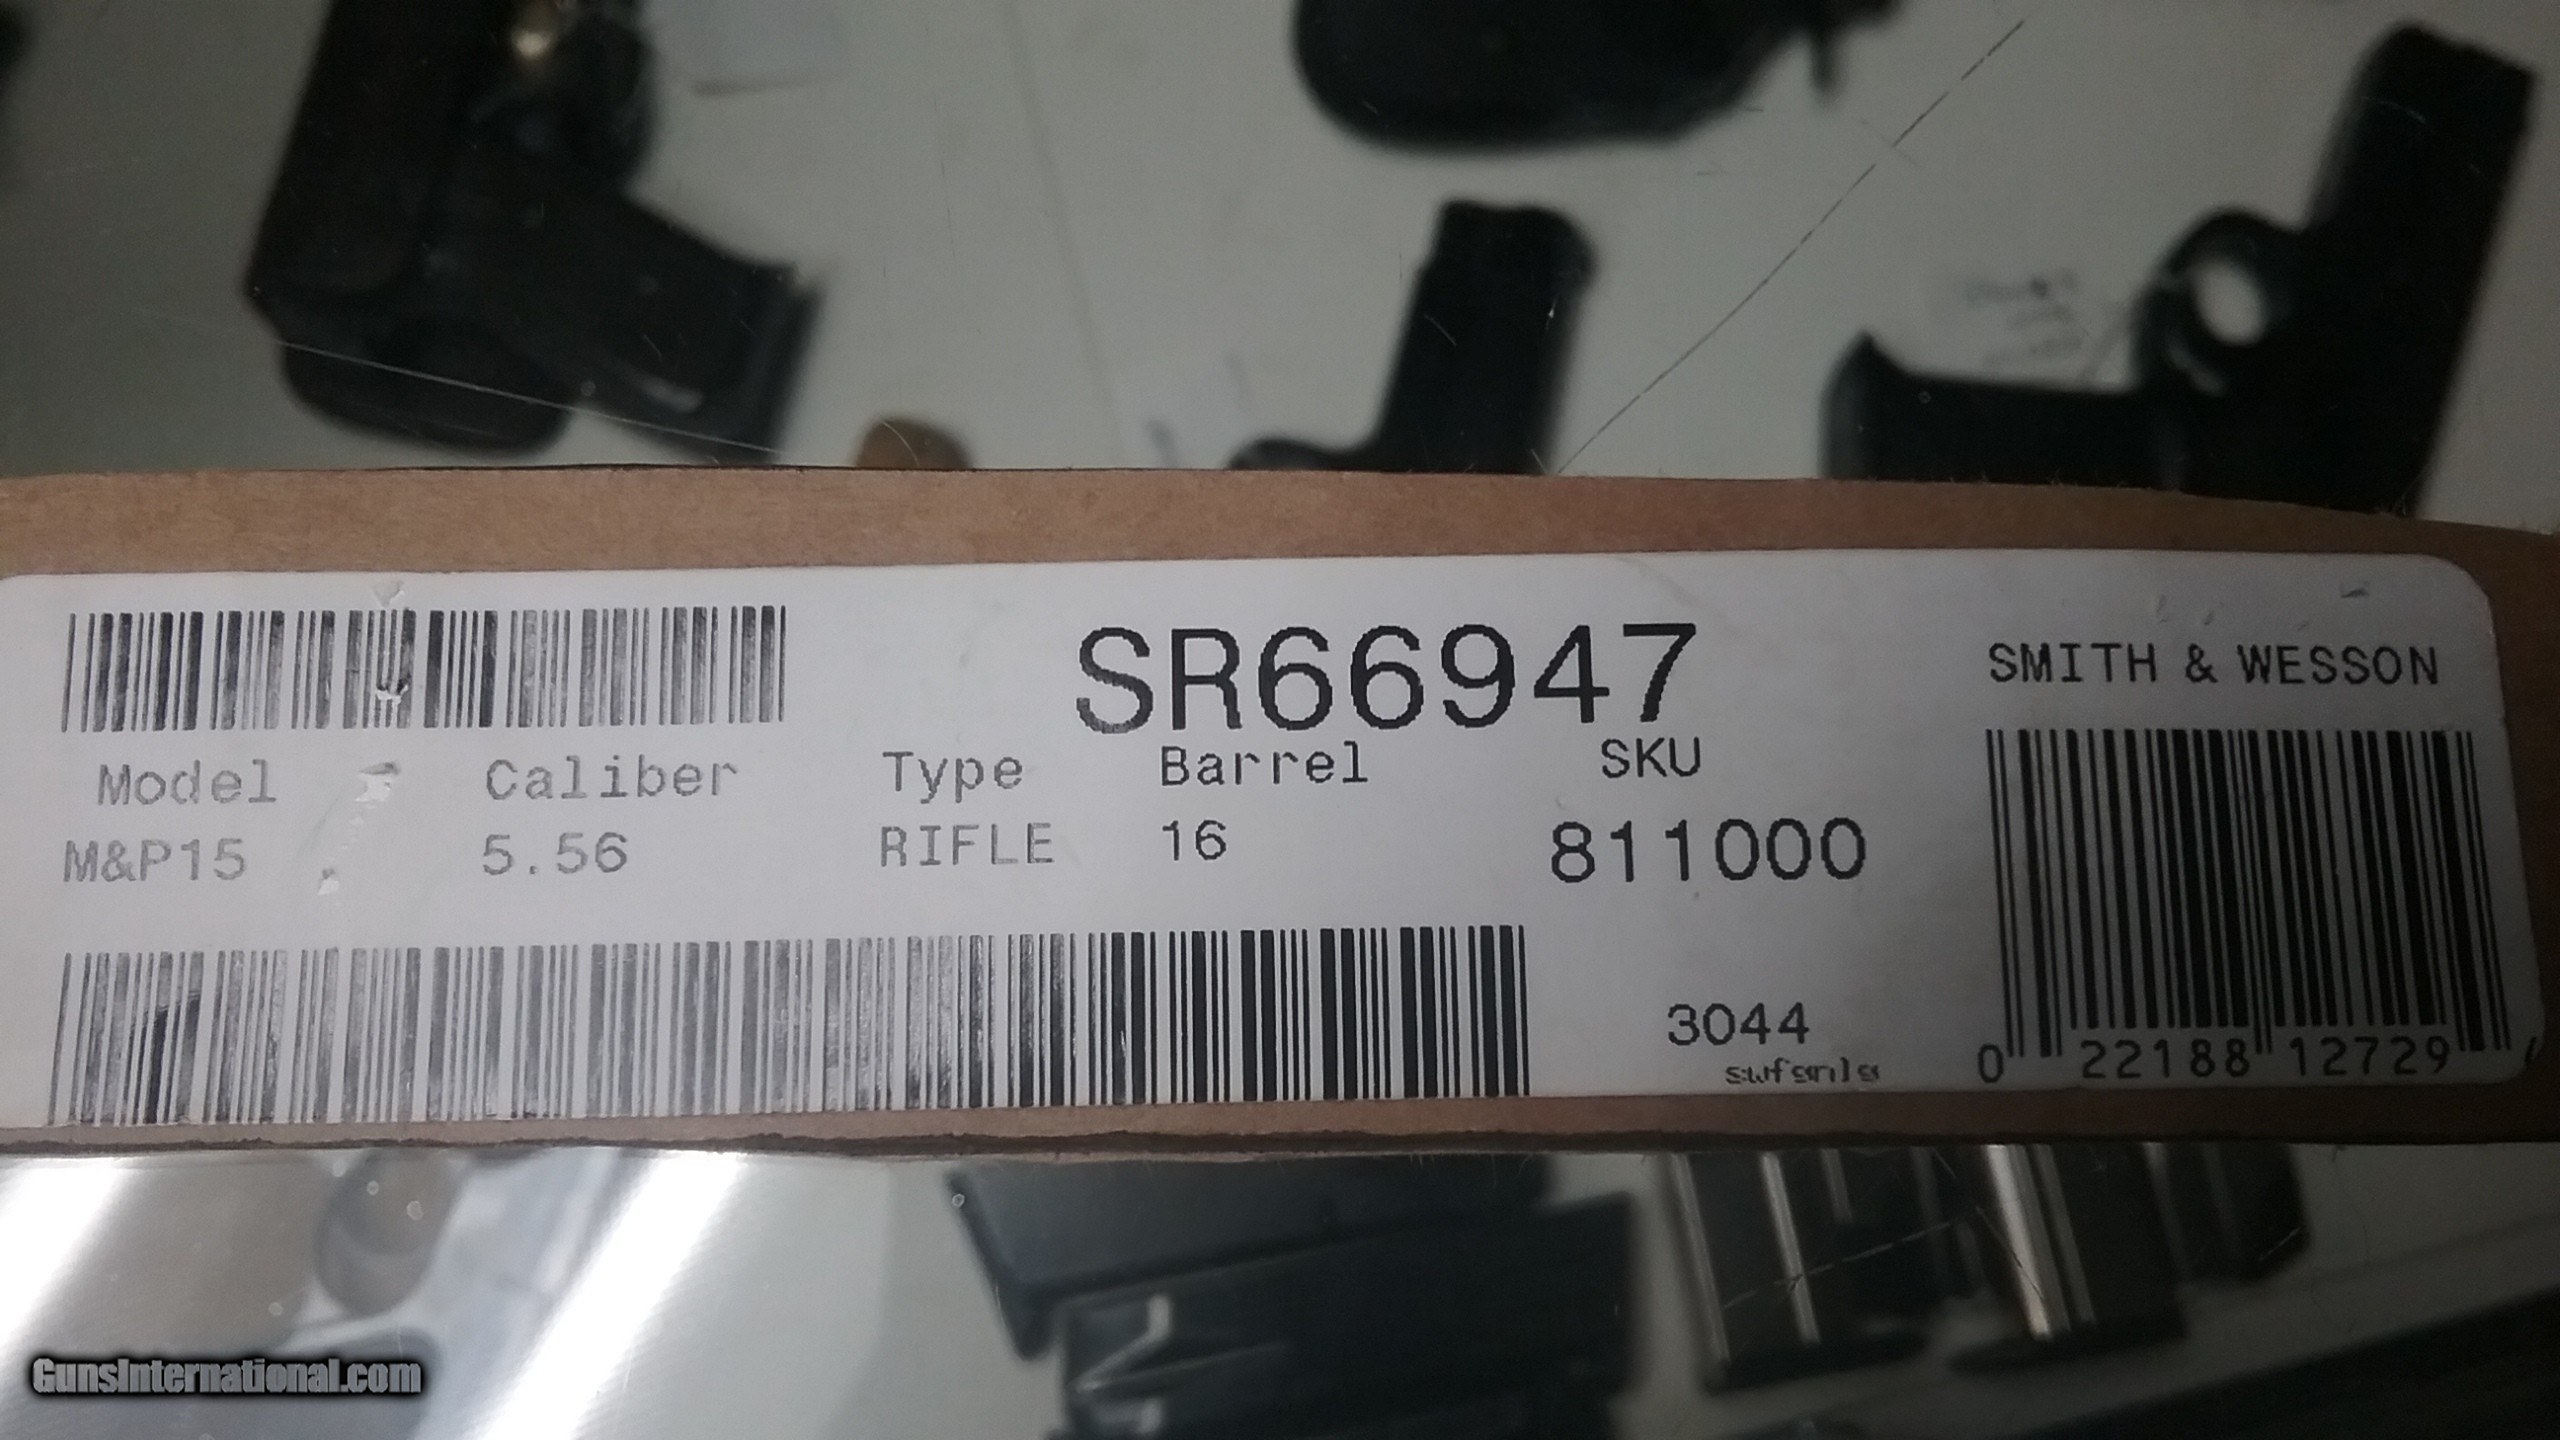 SR66947
SMITH & WESSON
Model Caliber Type Barrel SKU
M&P15 5.56 RIFLE 16 811000
3044
0 22188 12729
GunsInternational.com